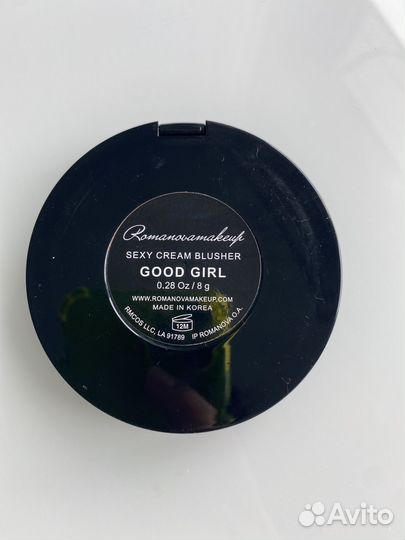 Romanovamakeup
SEXY CREAM BLUSHER
GOOD GIRL
0.28 Oz / 8 g
WWW.ROMANOVAMAKEUP.COM
MADE IN KOREA
12M
RMCOS LLC, LA 91789 IP ROMANOVA O.A.
Avito